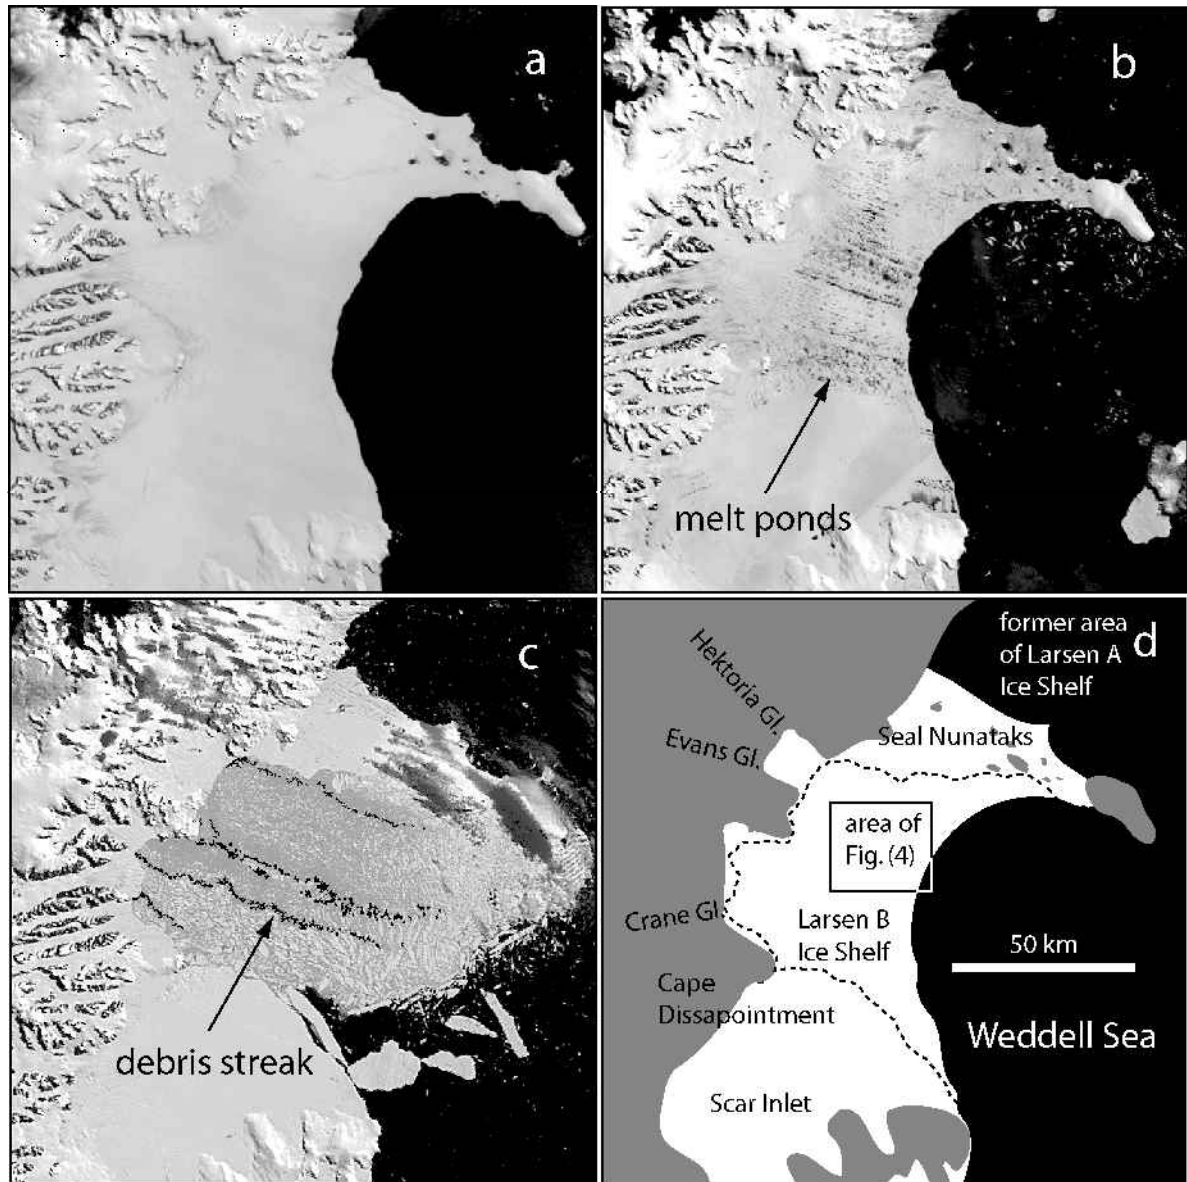 a
b
melt ponds
c
debris streak
d
former area
of Larsen A
Ice Shelf
Hektoria Gl.
Evans Gl.
Seal Nunataks
area of
Fig. (4)
Crane Gl.
Larsen B
Ice Shelf
50 km
Cape
Dissapointment
Weddell Sea
Scar Inlet